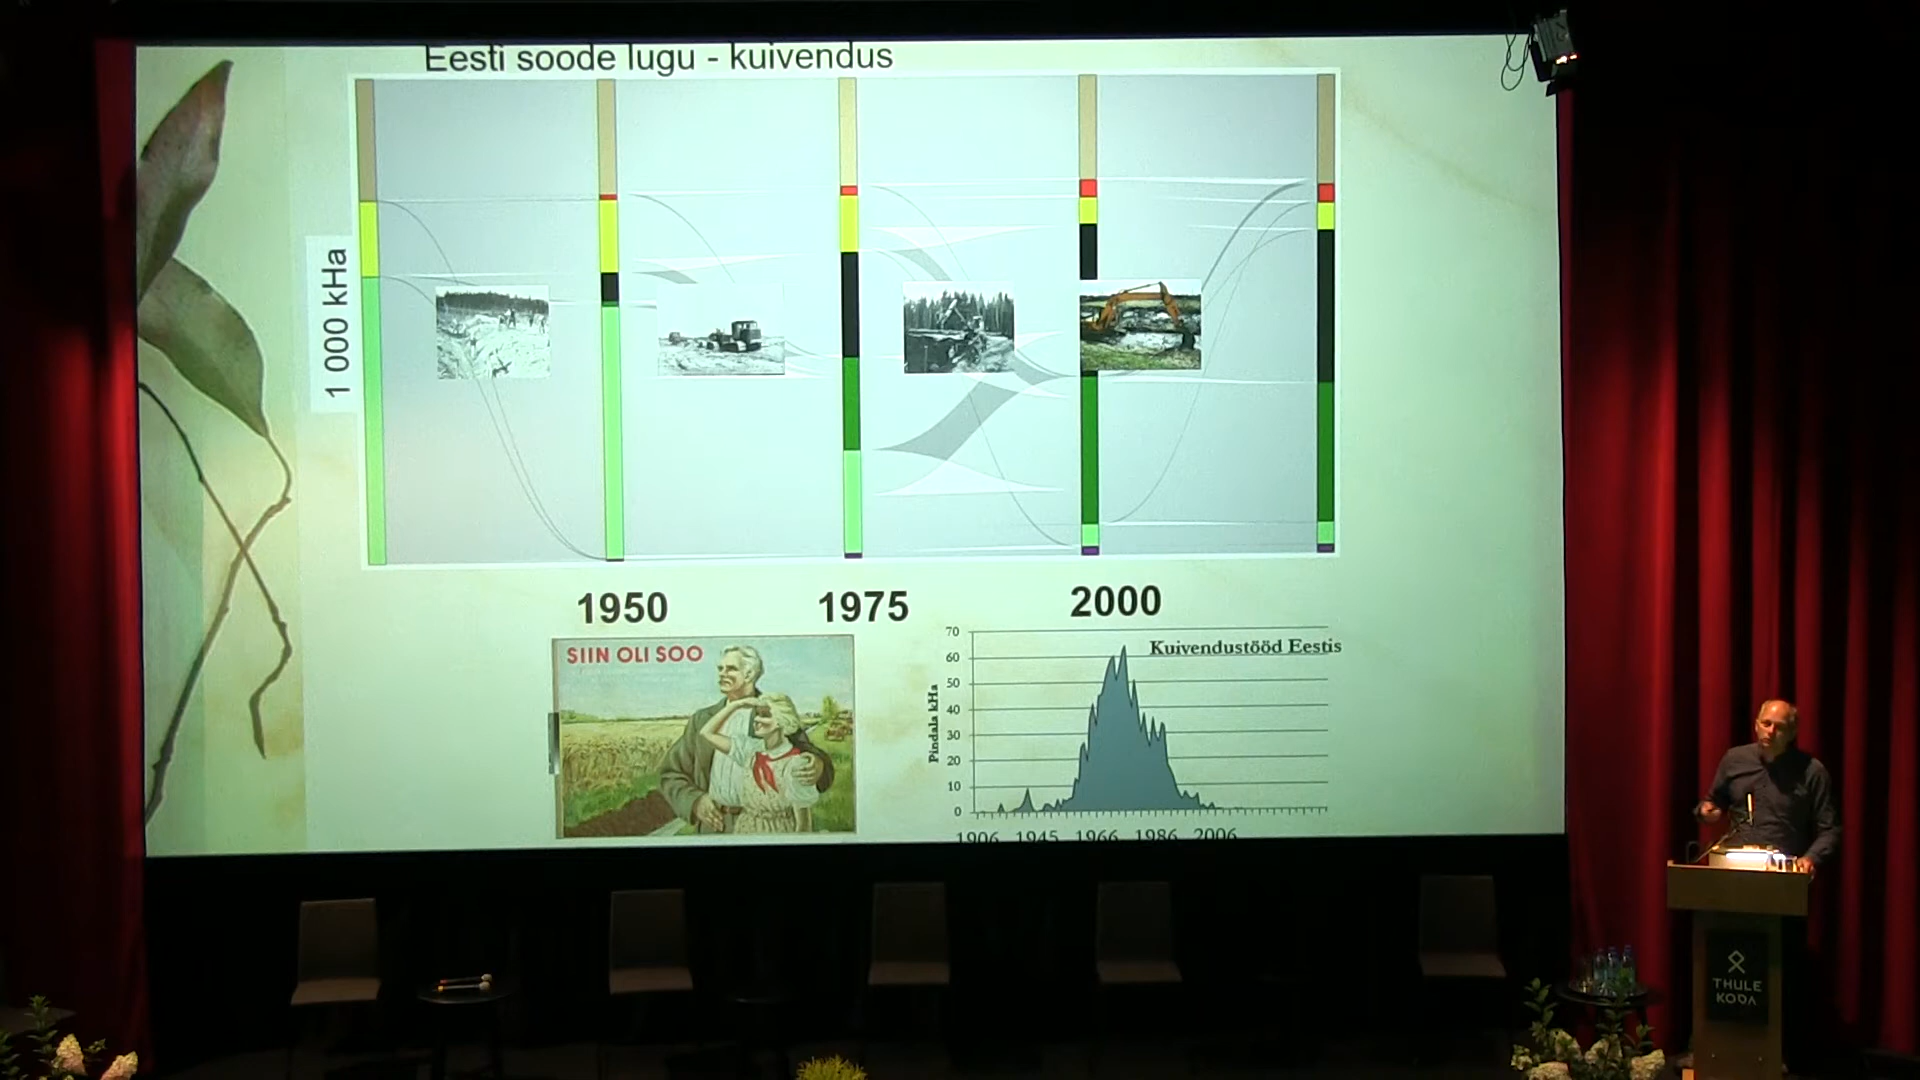 Eesti soode lugu - kuivendus
1 000 kHa
1950
1975
2000
SIIN OLI SOO
Kuivendustööd Eestis
Pindala kHa
70
60
50
40
30
20
10
0
1906 1945 1966 1986 2006
THULE
KODA